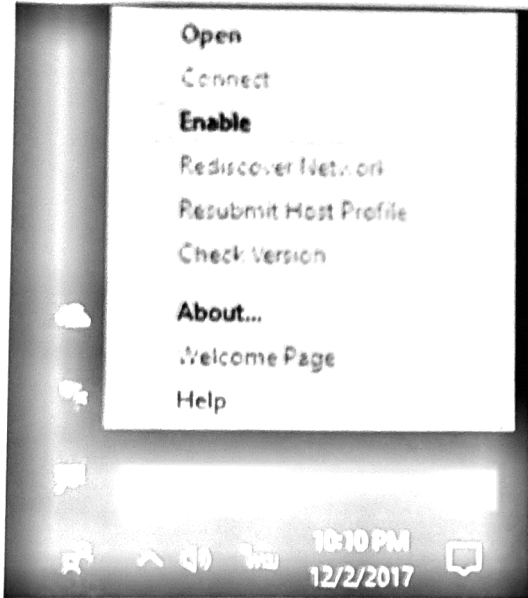 Open
Connect
Enable
Rediscover Network
Resubmit Host Profile
Check Version
About...
Welcome Page
Help
10:10 PM
12/2/2017